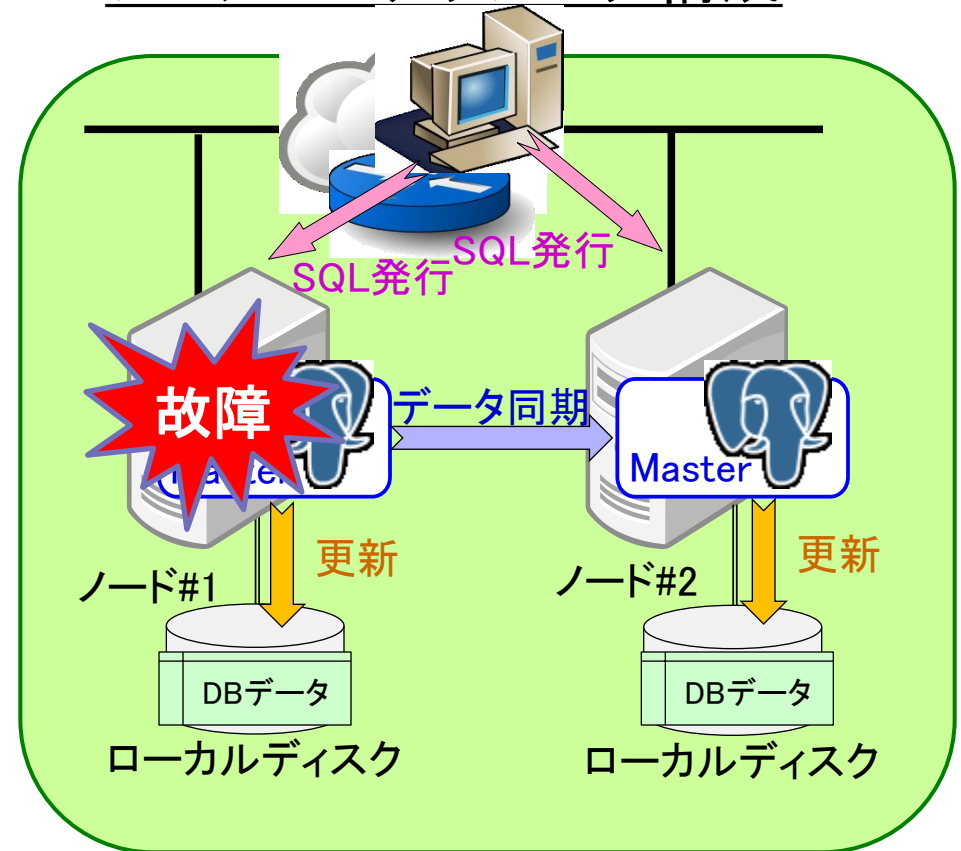 SQL発行
SQL発行
故障
データ同期
Master
Master
更新
更新
ノード#1
ノード#2
DBデータ
DBデータ
ローカルディスク
ローカルディスク